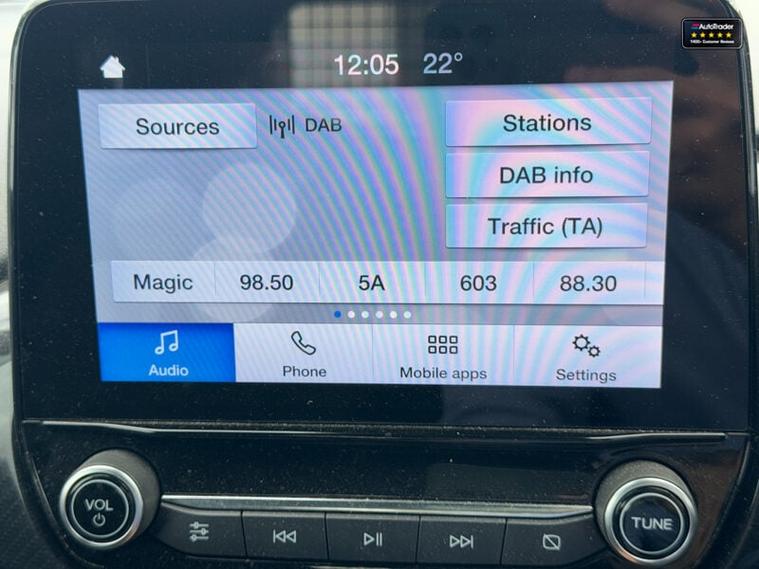 AutoTrader
12:05 22°
Sources DAB Stations
DAB info
Traffic (TA)
Magic 98.50 5A 603 88.30
Audio Phone Mobile apps Settings
VOL TUNE